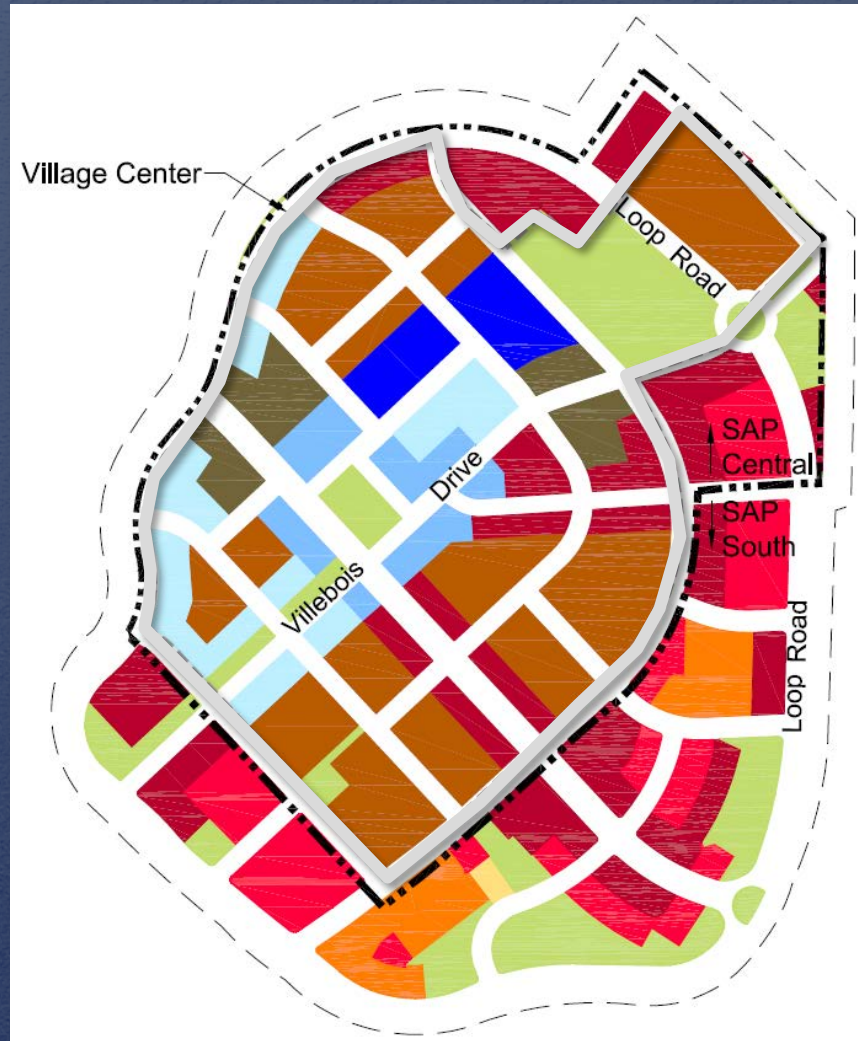 Village Center
Loop Road
SAP
Central
SAP
South
Drive
Villebois
Loop Road